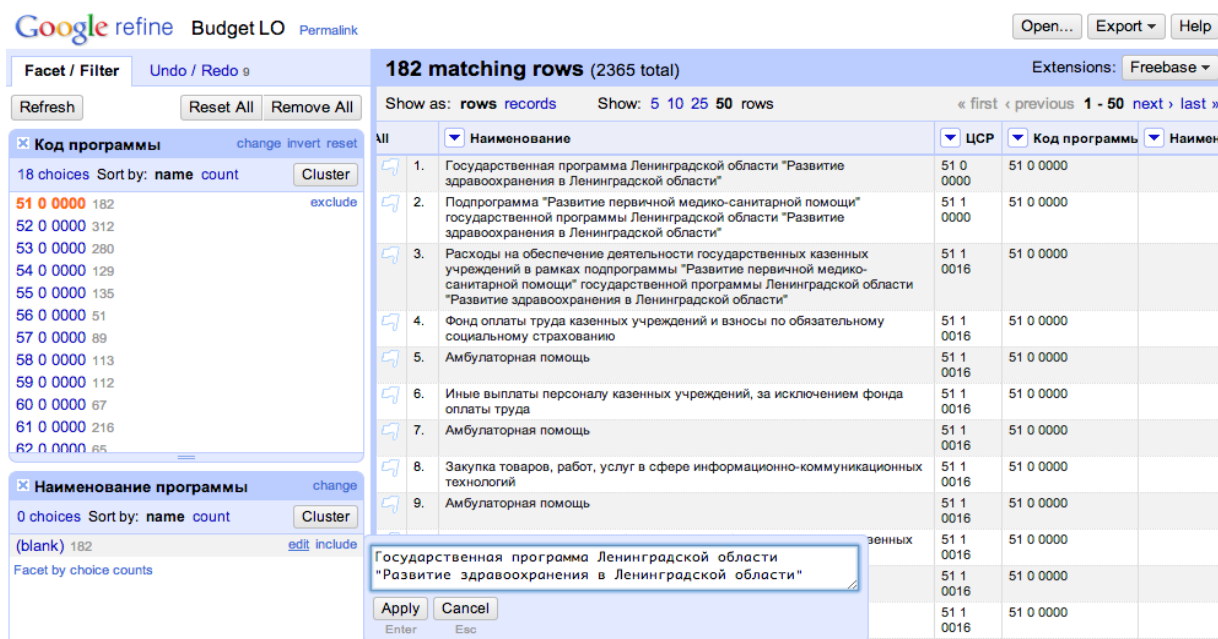 Google refine Budget LO Permalink
Open... Export Help
Facet / Filter Undo / Redo 9
182 matching rows (2365 total)
Extensions: Freebase
Refresh Reset All Remove All
Show as: rows records Show: 5 10 25 50 rows
« first ‹ previous 1 - 50 next › last »
Код программы change invert reset
18 choices Sort by: name count Cluster
51 0 0000 182 exclude
52 0 0000 312
53 0 0000 280
54 0 0000 129
55 0 0000 135
56 0 0000 51
57 0 0000 89
58 0 0000 113
59 0 0000 112
60 0 0000 67
61 0 0000 216
62 0 0000 65
Наименование программы change
0 choices Sort by: name count Cluster
(blank) 182 edit include
Facet by choice counts
All Наименование ЦСР Код программы Наимен
1. Государственная программа Ленинградской области "Развитие
здравоохранения в Ленинградской области"
51 0
0000
51 0 0000
2. Подпрограмма "Развитие первичной медико-санитарной помощи"
государственной программы Ленинградской области "Развитие
здравоохранения в Ленинградской области"
51 1
0000
51 0 0000
3. Расходы на обеспечение деятельности государственных казенных
учреждений в рамках подпрограммы "Развитие первичной медико-
санитарной помощи" государственной программы Ленинградской области
"Развитие здравоохранения в Ленинградской области"
51 1
0016
51 0 0000
4. Фонд оплаты труда казенных учреждений и взносы по обязательному
социальному страхованию
51 1
0016
51 0 0000
5. Амбулаторная помощь
51 1
0016
51 0 0000
6. Иные выплаты персоналу казенных учреждений, за исключением фонда
оплаты труда
51 1
0016
51 0 0000
7. Амбулаторная помощь
51 1
0016
51 0 0000
8. Закупка товаров, работ, услуг в сфере информационно-коммуникационных
технологий
51 1
0016
51 0 0000
9. Амбулаторная помощь
51 1
0016
51 0 0000
венных
51 1
0016
51 0 0000
51 1
0016
51 0 0000
51 1
0016
51 0 0000
Государственная программа Ленинградской области
"Развитие здравоохранения в Ленинградской области"
Apply Cancel
Enter Esc